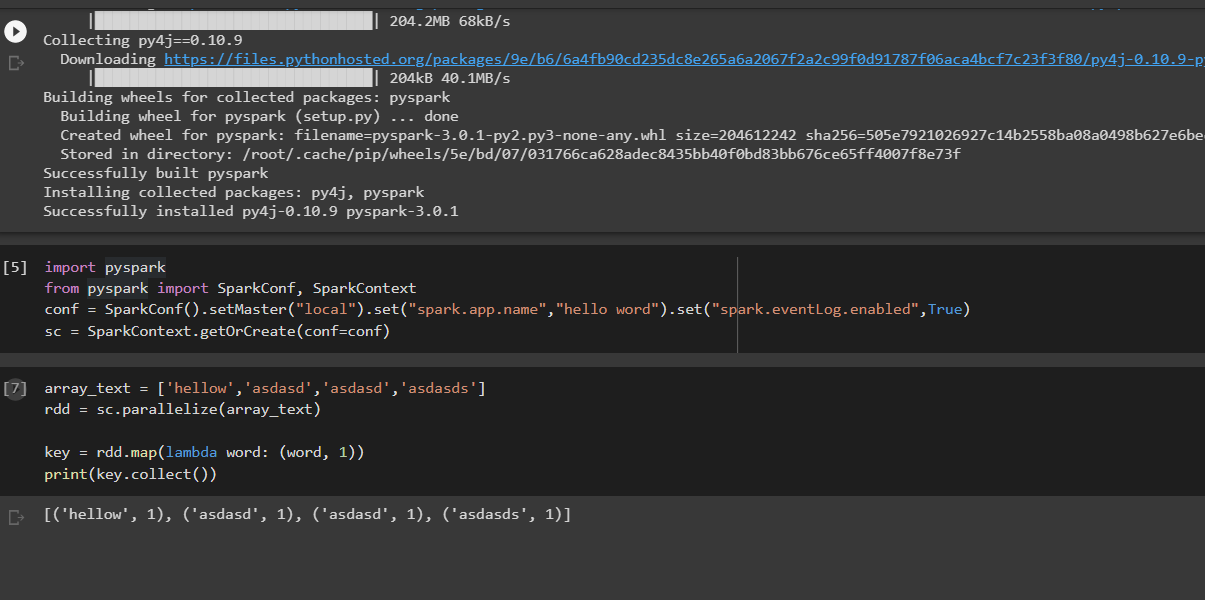 204.2MB 68kB/s
Collecting py4j==0.10.9
Downloading https://files.pythonhosted.org/packages/9e/b6/6a4fb90cd235dc8e265a6a2067f2a2c99f0d91787f06aca4bcf7c23f3f80/py4j-0.10.9-p
204kB 40.1MB/s
Building wheels for collected packages: pyspark
Building wheel for pyspark (setup.py) ... done
Created wheel for pyspark: filename=pyspark-3.0.1-py2.py3-none-any.whl size=204612242 sha256=505e7921026927c14b2558ba08a0498b627e6be
Stored in directory: /root/.cache/pip/wheels/5e/bd/07/031766ca628adec8435bb40f0bd83bb676ce65ff4007f8e73f
Successfully built pyspark
Installing collected packages: py4j, pyspark
Successfully installed py4j-0.10.9 pyspark-3.0.1
[5] import pyspark
from pyspark import SparkConf, SparkContext
conf = SparkConf().setMaster("local").set("spark.app.name","hello word").set("spark.eventLog.enabled",True)
sc = SparkContext.getOrCreate(conf=conf)
[7] array_text = ['hellow','asdasd','asdasd','asdasds']
rdd = sc.parallelize(array_text)
key = rdd.map(lambda word: (word, 1))
print(key.collect())
[('hellow', 1), ('asdasd', 1), ('asdasd', 1), ('asdasds', 1)]